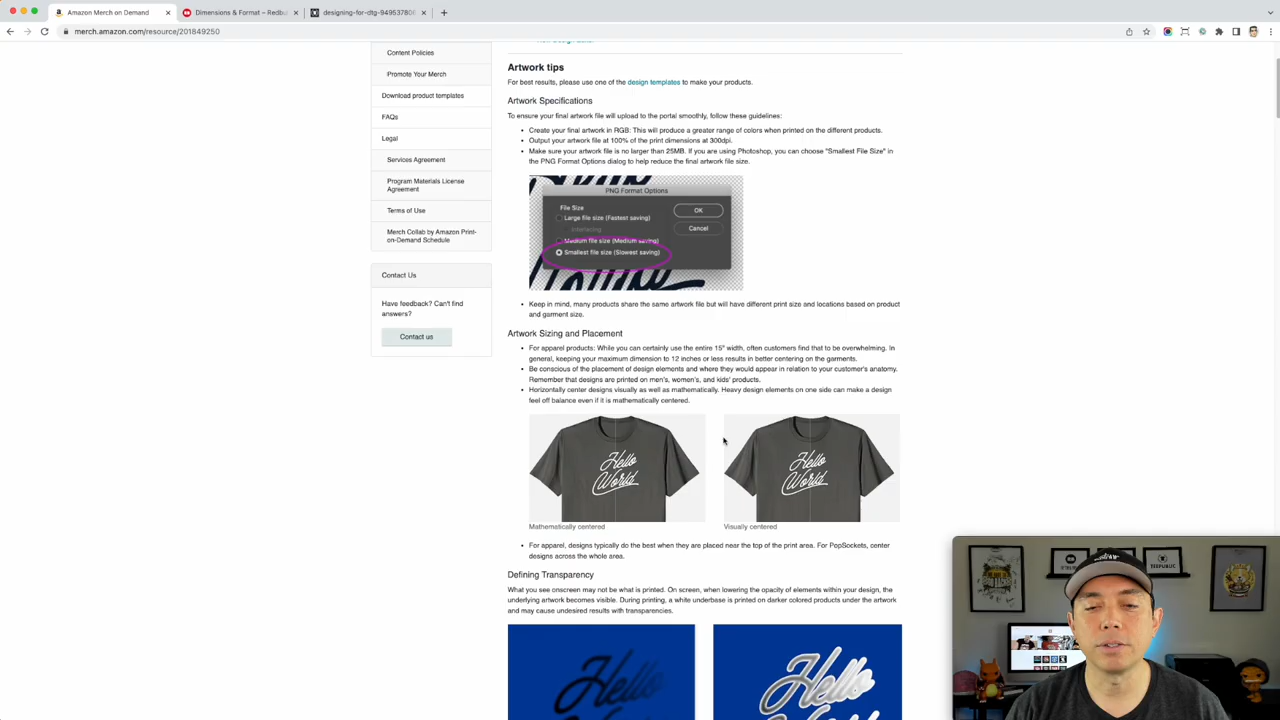 Amazon Merch on Demand
Dimensions & Format – Redbu
designing-for-dtg-949537806
merch.amazon.com/resource/201849250
Content Policies
Promote Your Merch
Download product templates
FAQs
Legal
Services Agreement
Program Materials License
Agreement
Terms of Use
Merch Collab by Amazon Print-
on-Demand Schedule
Contact Us
Have feedback? Can't find
answers?
Contact us
Artwork tips
For best results, please use one of the design templates to make your products.
Artwork Specifications
To ensure your final artwork file will upload to the portal smoothly, follow these guidelines:
• Create your final artwork in RGB: This will produce a greater range of colors when printed on the different products.
• Output your artwork file at 100% of the print dimensions at 300dpi.
• Make sure your artwork file is no larger than 25MB. If you are using Photoshop, you can choose "Smallest File Size" in
the PNG Format Options dialog to help reduce the final artwork file size.
PNG Format Options
File Size
Large file size (Fastest saving)
Interlacing
Medium file size (Medium saving)
Smallest file size (Slowest saving)
OK
Cancel
• Keep in mind, many products share the same artwork file but will have different print size and locations based on product
and garment size.
Artwork Sizing and Placement
• For apparel products: While you can certainly use the entire 15" width, often customers find that to be overwhelming. In
general, keeping your maximum dimension to 12 inches or less results in better centering on the garments.
• Be conscious of the placement of design elements and where they would appear in relation to your customer's anatomy.
Remember that designs are printed on men's, women's, and kids' products.
• Horizontally center designs visually as well as mathematically. Heavy design elements on one side can make a design
feel off balance even if it is mathematically centered.
Hello
World
Hello
World
Mathematically centered
Visually centered
• For apparel, designs typically do the best when they are placed near the top of the print area. For PopSockets, center
designs across the whole area.
Defining Transparency
What you see onscreen may not be what is printed. On screen, when lowering the opacity of elements within your design, the
underlying artwork becomes visible. During printing, a white underbase is printed on darker colored products under the artwork
and may cause undesired results with transparencies.
Hello
Hello
TEEPUBLIC